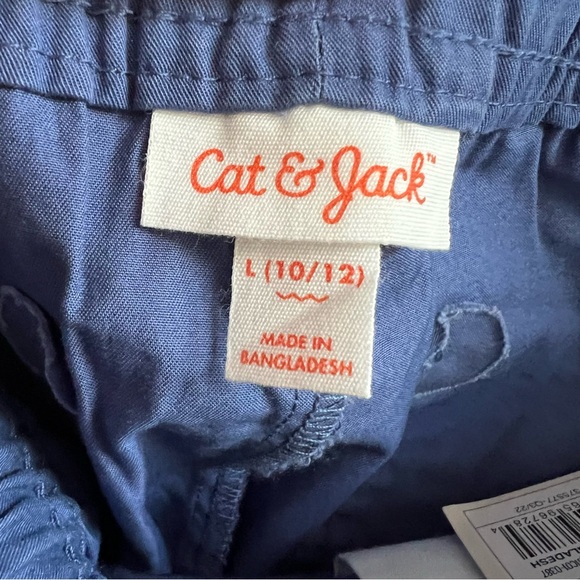 Cat & Jack™
L (10/12)
MADE IN
BANGLADESH